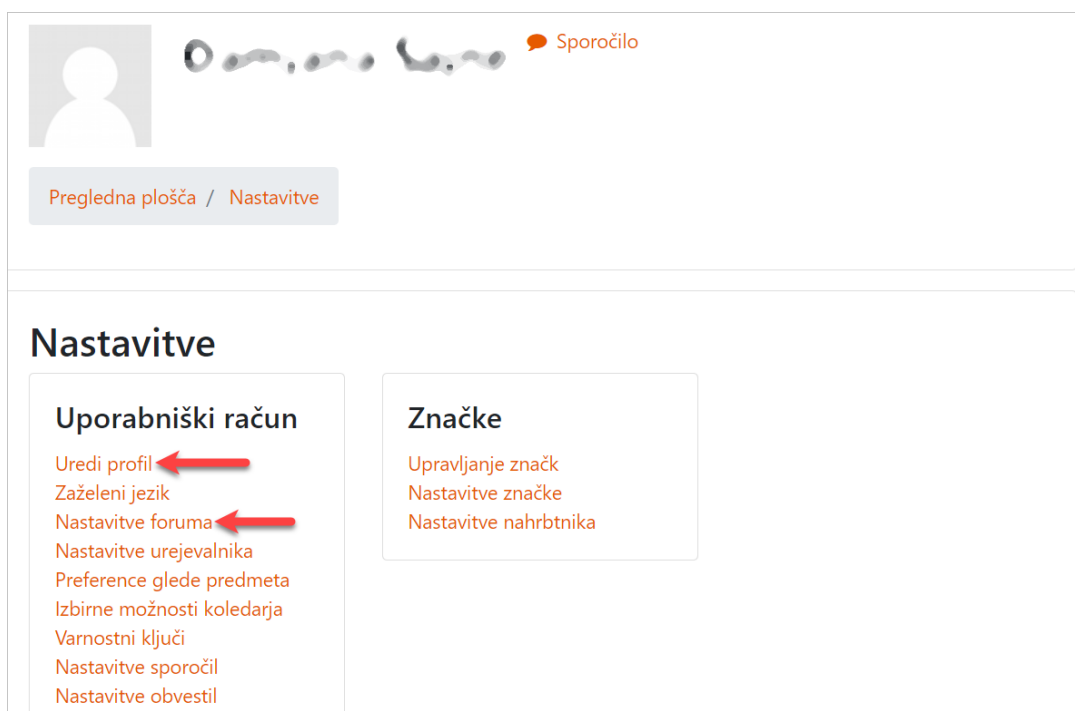 Sporočilo
Pregledna plošča / Nastavitve
Nastavitve
Uporabniški račun
Uredi profil
Zaželeni jezik
Nastavitve foruma
Nastavitve urejevalnika
Preference glede predmeta
Izbirne možnosti koledarja
Varnostni ključi
Nastavitve sporočil
Nastavitve obvestil
Značke
Upravljanje značk
Nastavitve značke
Nastavitve nahrbtnika